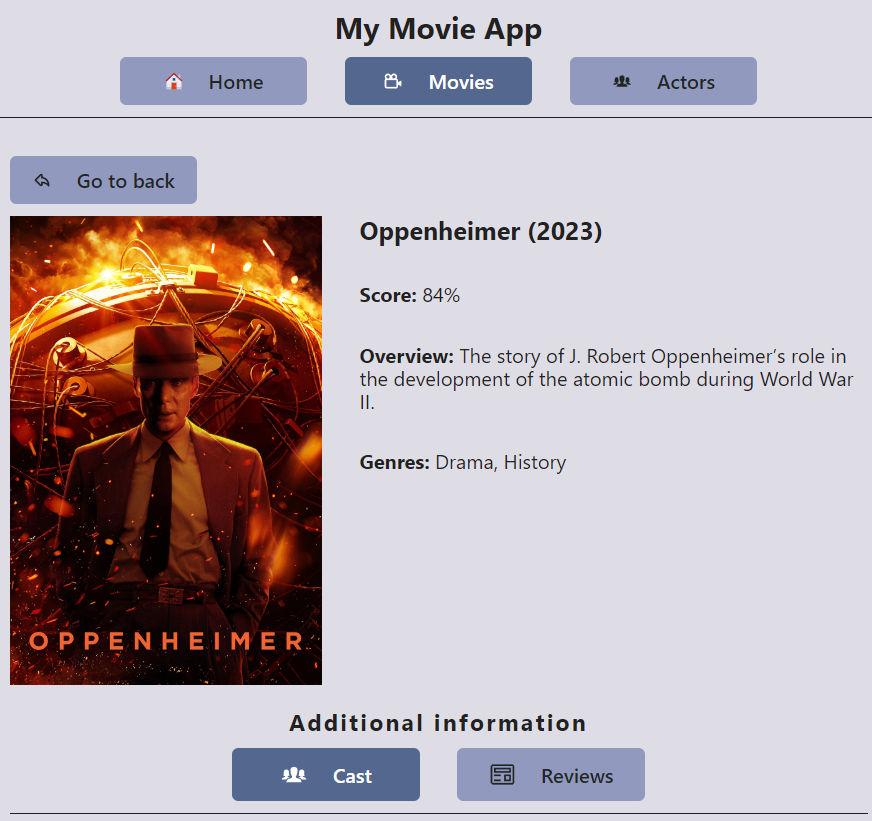 My Movie App
Home
Movies
Actors
Go to back
Oppenheimer (2023)
Score: 84%
Overview: The story of J. Robert Oppenheimer’s role in
the development of the atomic bomb during World War
II.
Genres: Drama, History
OPPENHEIMER
Additional information
Cast
Reviews